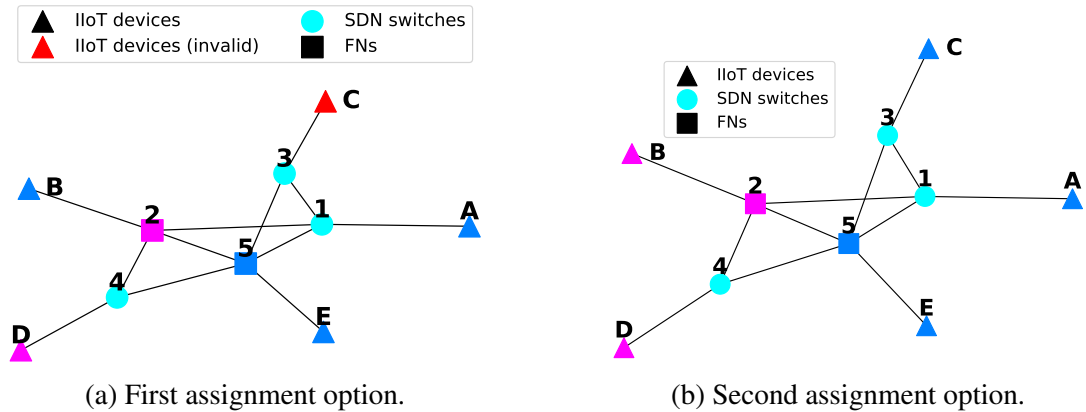 IIoT devices
IIoT devices (invalid)
SDN switches
FNs
C
3
B
2
1
A
5
4
E
D
(a) First assignment option.
IIoT devices
SDN switches
FNs
C
3
B
2
1
A
5
4
E
D
(b) Second assignment option.